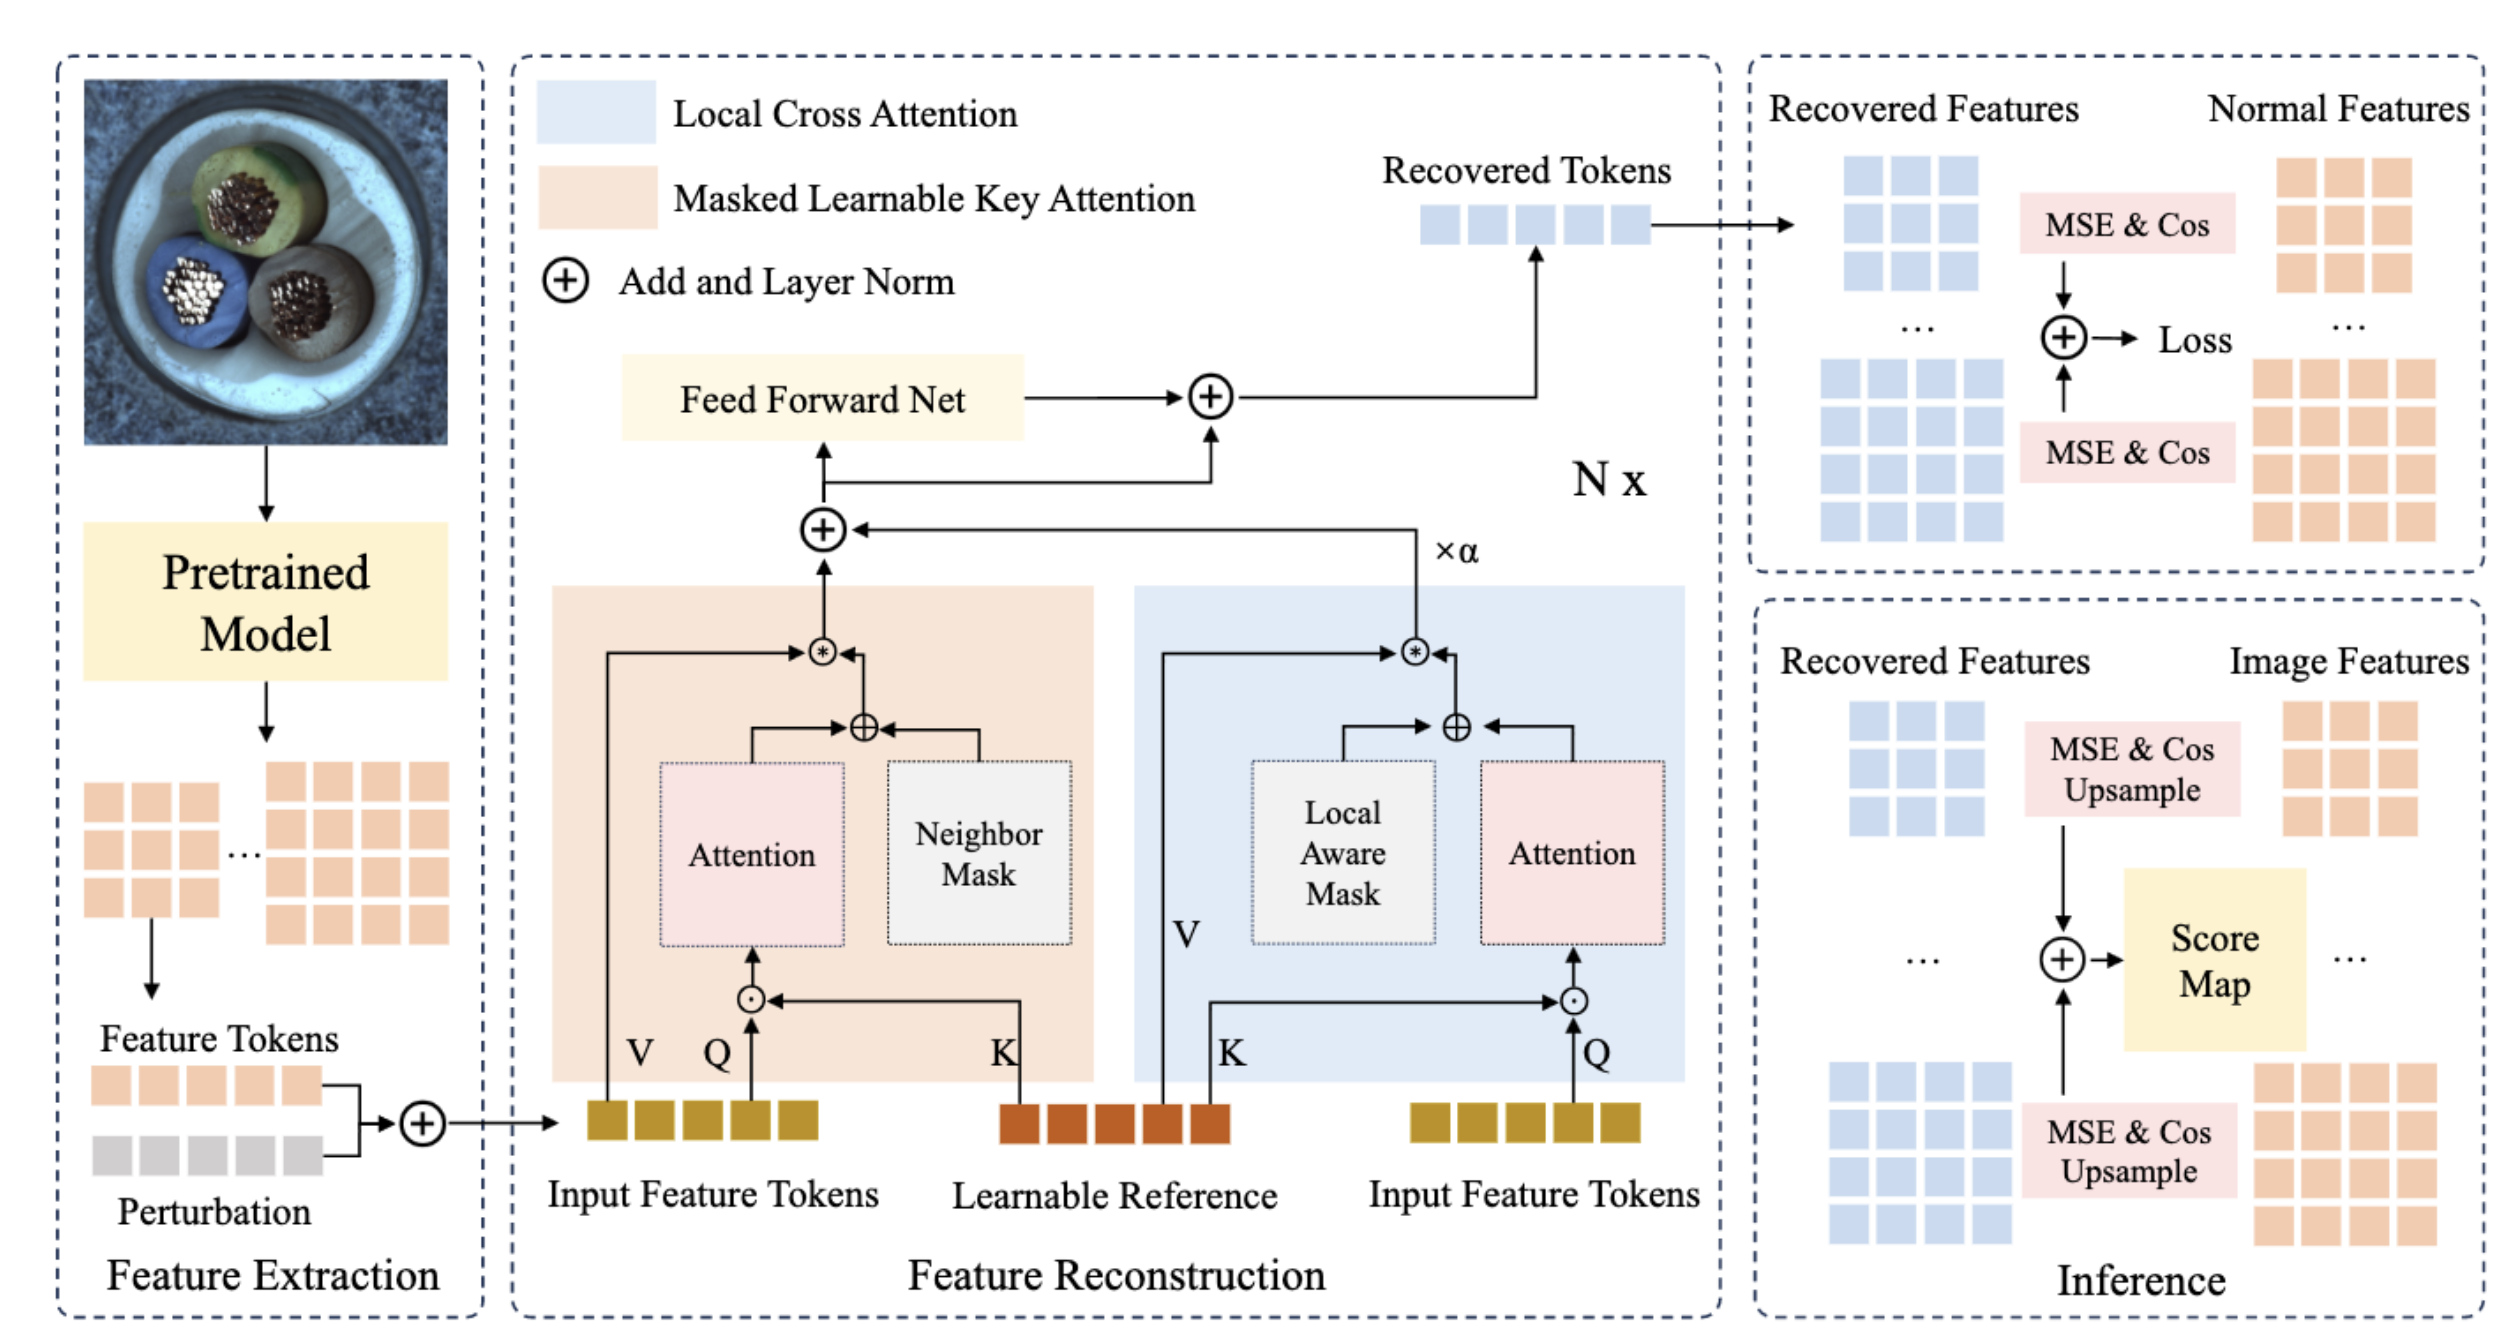 Pretrained
Model
...
Feature Tokens
Perturbation
Feature Extraction
Local Cross Attention
Masked Learnable Key Attention
Add and Layer Norm
Recovered Tokens
Feed Forward Net
N x
×α
Attention
Neighbor
Mask
Local
Aware
Mask
Attention
V
Q
K
V
K
Q
Input Feature Tokens
Learnable Reference
Input Feature Tokens
Feature Reconstruction
Recovered Features
Normal Features
MSE & Cos
...
Loss
...
MSE & Cos
Recovered Features
Image Features
MSE & Cos
Upsample
...
Score
Map
...
MSE & Cos
Upsample
Inference